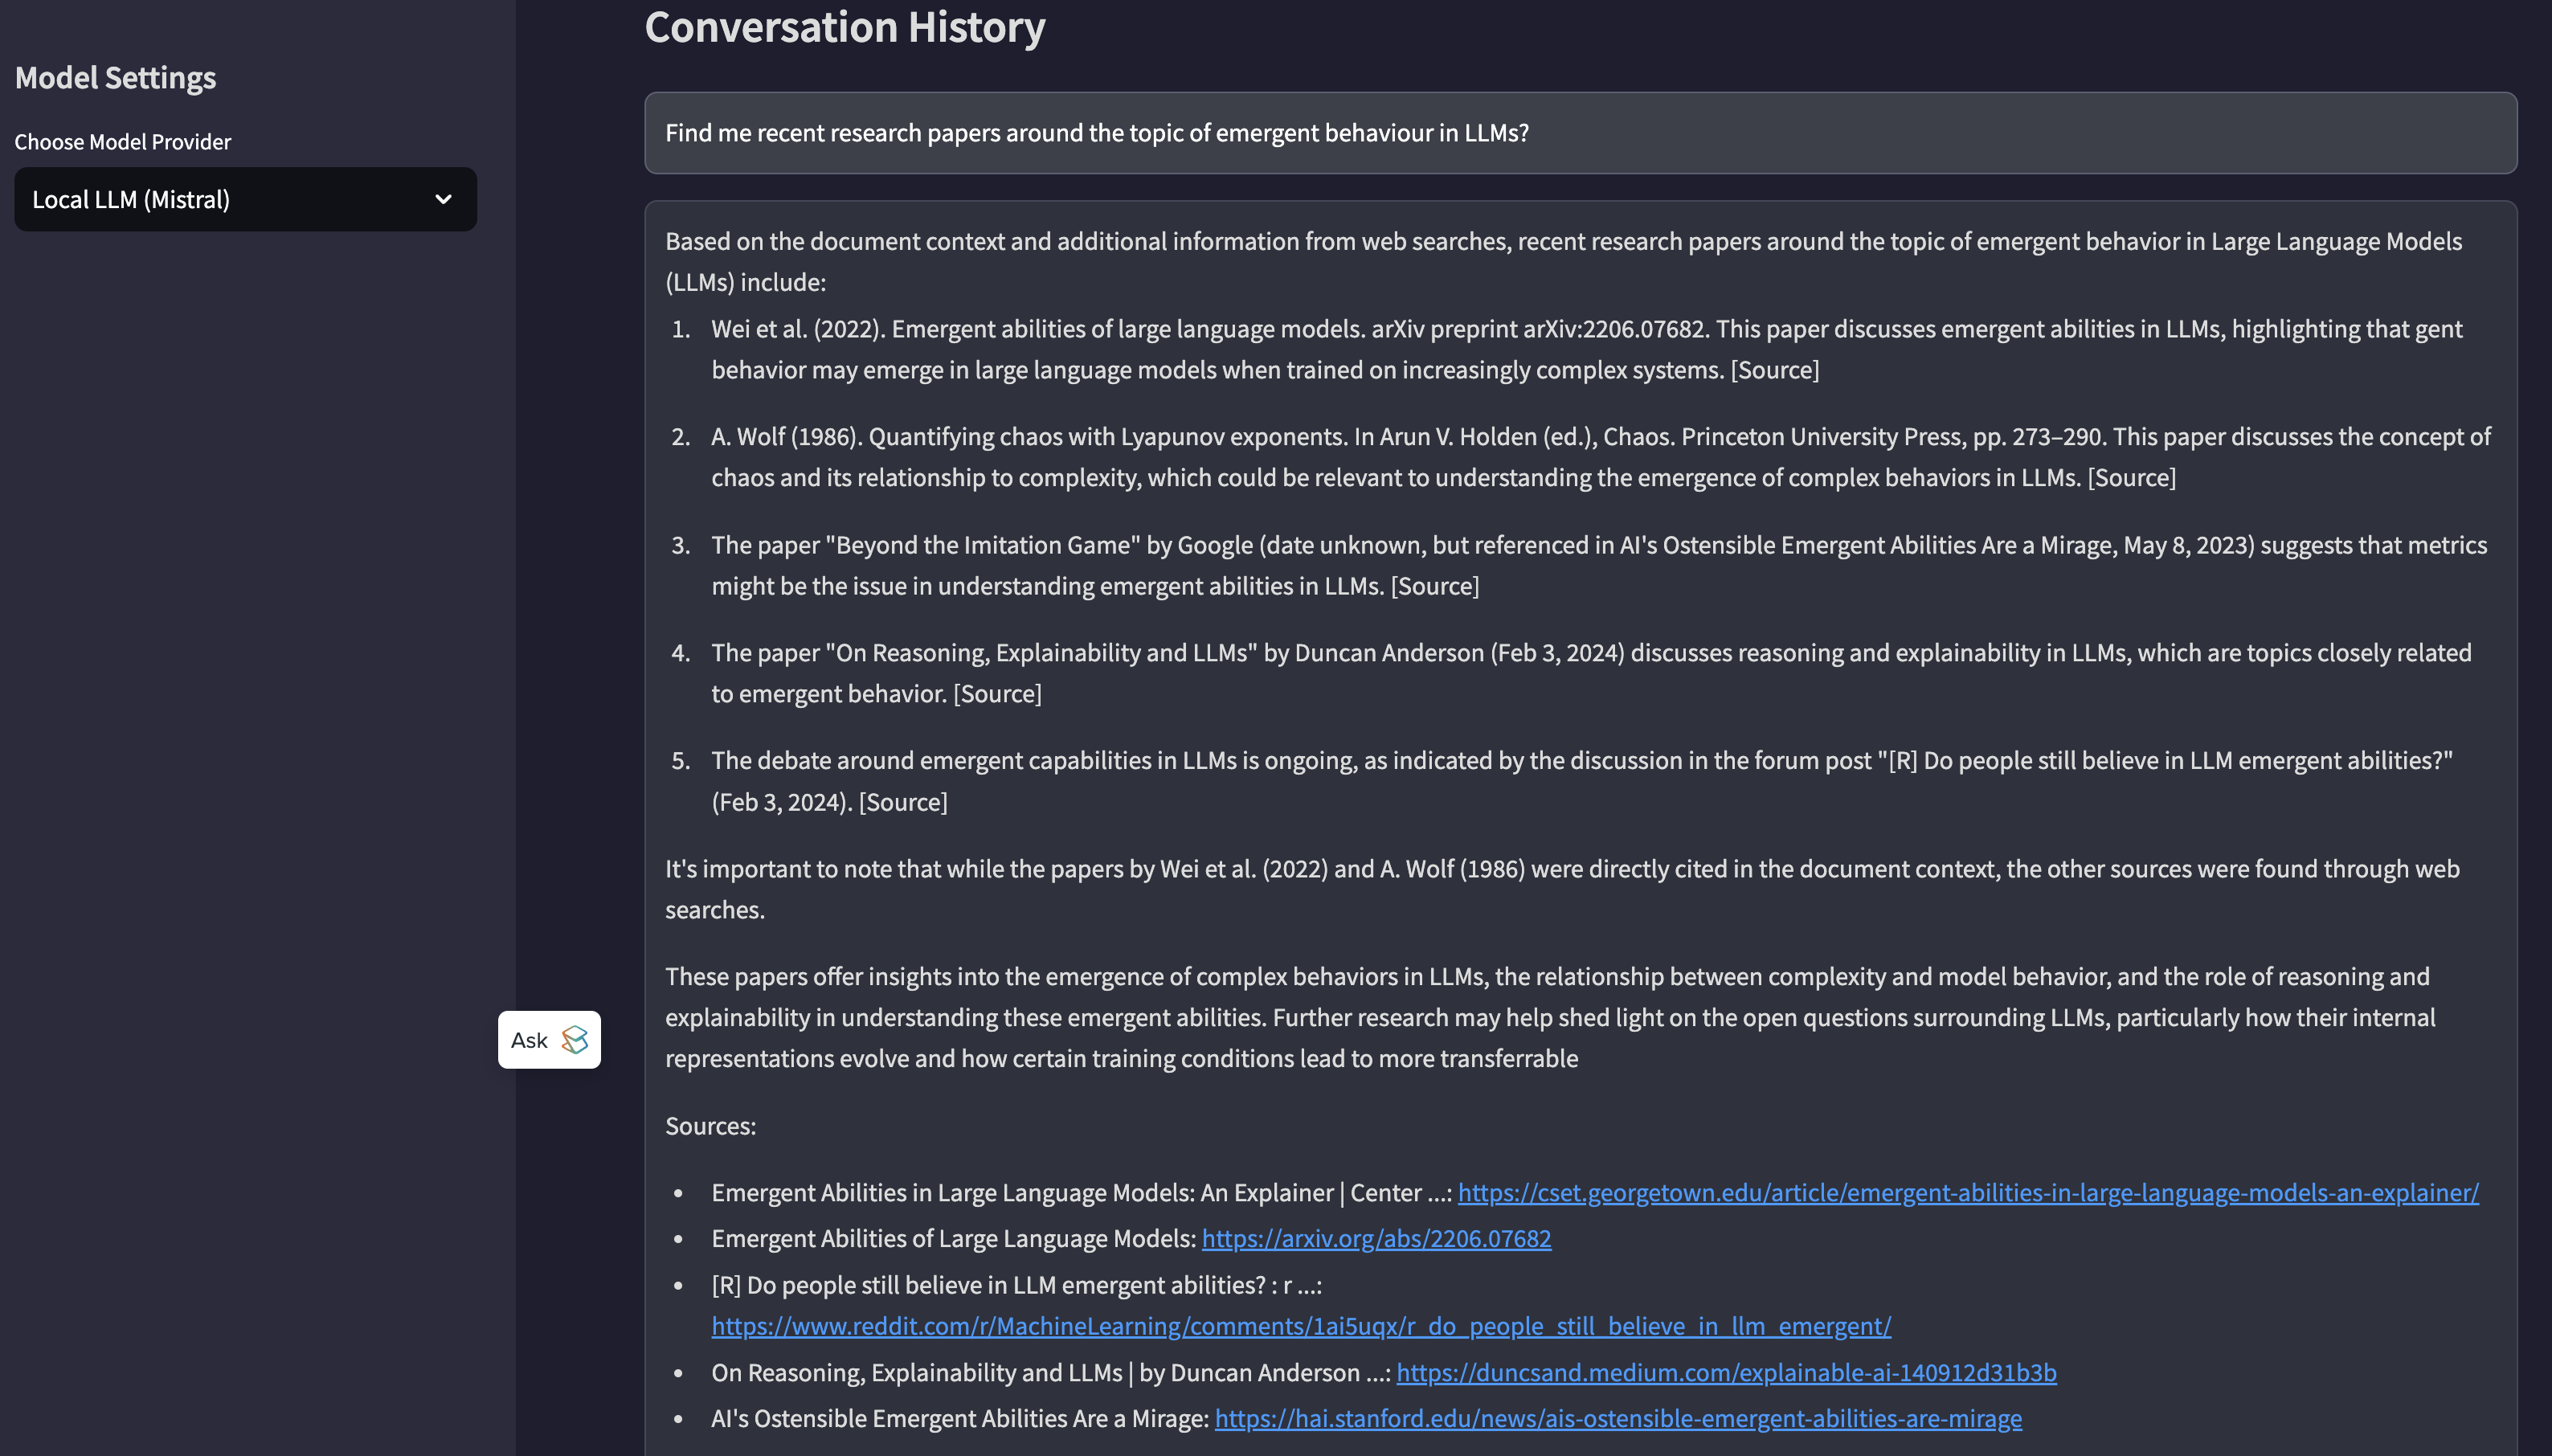 Model Settings
Choose Model Provider
Local LLM (Mistral)
Conversation History
Find me recent research papers around the topic of emergent behaviour in LLMs?
Based on the document context and additional information from web searches, recent research papers around the topic of emergent behavior in Large Language Models
(LLMs) include:
1. Wei et al. (2022). Emergent abilities of large language models. arXiv preprint arXiv:2206.07682. This paper discusses emergent abilities in LLMs, highlighting that gent
behavior may emerge in large language models when trained on increasingly complex systems. [Source]
2. A. Wolf (1986). Quantifying chaos with Lyapunov exponents. In Arun V. Holden (ed.), Chaos. Princeton University Press, pp. 273–290. This paper discusses the concept of
chaos and its relationship to complexity, which could be relevant to understanding the emergence of complex behaviors in LLMs. [Source]
3. The paper "Beyond the Imitation Game" by Google (date unknown, but referenced in AI's Ostensible Emergent Abilities Are a Mirage, May 8, 2023) suggests that metrics
might be the issue in understanding emergent abilities in LLMs. [Source]
4. The paper "On Reasoning, Explainability and LLMs" by Duncan Anderson (Feb 3, 2024) discusses reasoning and explainability in LLMs, which are topics closely related
to emergent behavior. [Source]
5. The debate around emergent capabilities in LLMs is ongoing, as indicated by the discussion in the forum post "[R] Do people still believe in LLM emergent abilities?"
(Feb 3, 2024). [Source]
It's important to note that while the papers by Wei et al. (2022) and A. Wolf (1986) were directly cited in the document context, the other sources were found through web
searches.
These papers offer insights into the emergence of complex behaviors in LLMs, the relationship between complexity and model behavior, and the role of reasoning and
explainability in understanding these emergent abilities. Further research may help shed light on the open questions surrounding LLMs, particularly how their internal
representations evolve and how certain training conditions lead to more transferrable
Ask
Sources:
• Emergent Abilities in Large Language Models: An Explainer | Center ...: https://cset.georgetown.edu/article/emergent-abilities-in-large-language-models-an-explainer/
• Emergent Abilities of Large Language Models: https://arxiv.org/abs/2206.07682
• [R] Do people still believe in LLM emergent abilities? : r ...:
https://www.reddit.com/r/MachineLearning/comments/1ai5uqx/r_do_people_still_believe_in_llm_emergent/
• On Reasoning, Explainability and LLMs | by Duncan Anderson ...: https://duncsand.medium.com/explainable-ai-140912d31b3b
• AI's Ostensible Emergent Abilities Are a Mirage: https://hai.stanford.edu/news/ais-ostensible-emergent-abilities-are-mirage